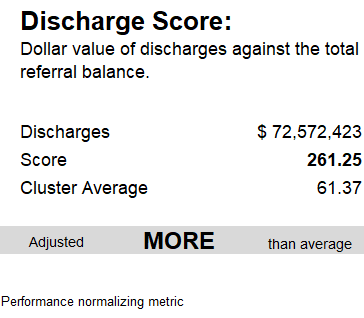 Discharge Score:
Dollar value of discharges against the total
referral balance.
Discharges $ 72,572,423
Score 261.25
Cluster Average 61.37
Adjusted MORE than average
Performance normalizing metric